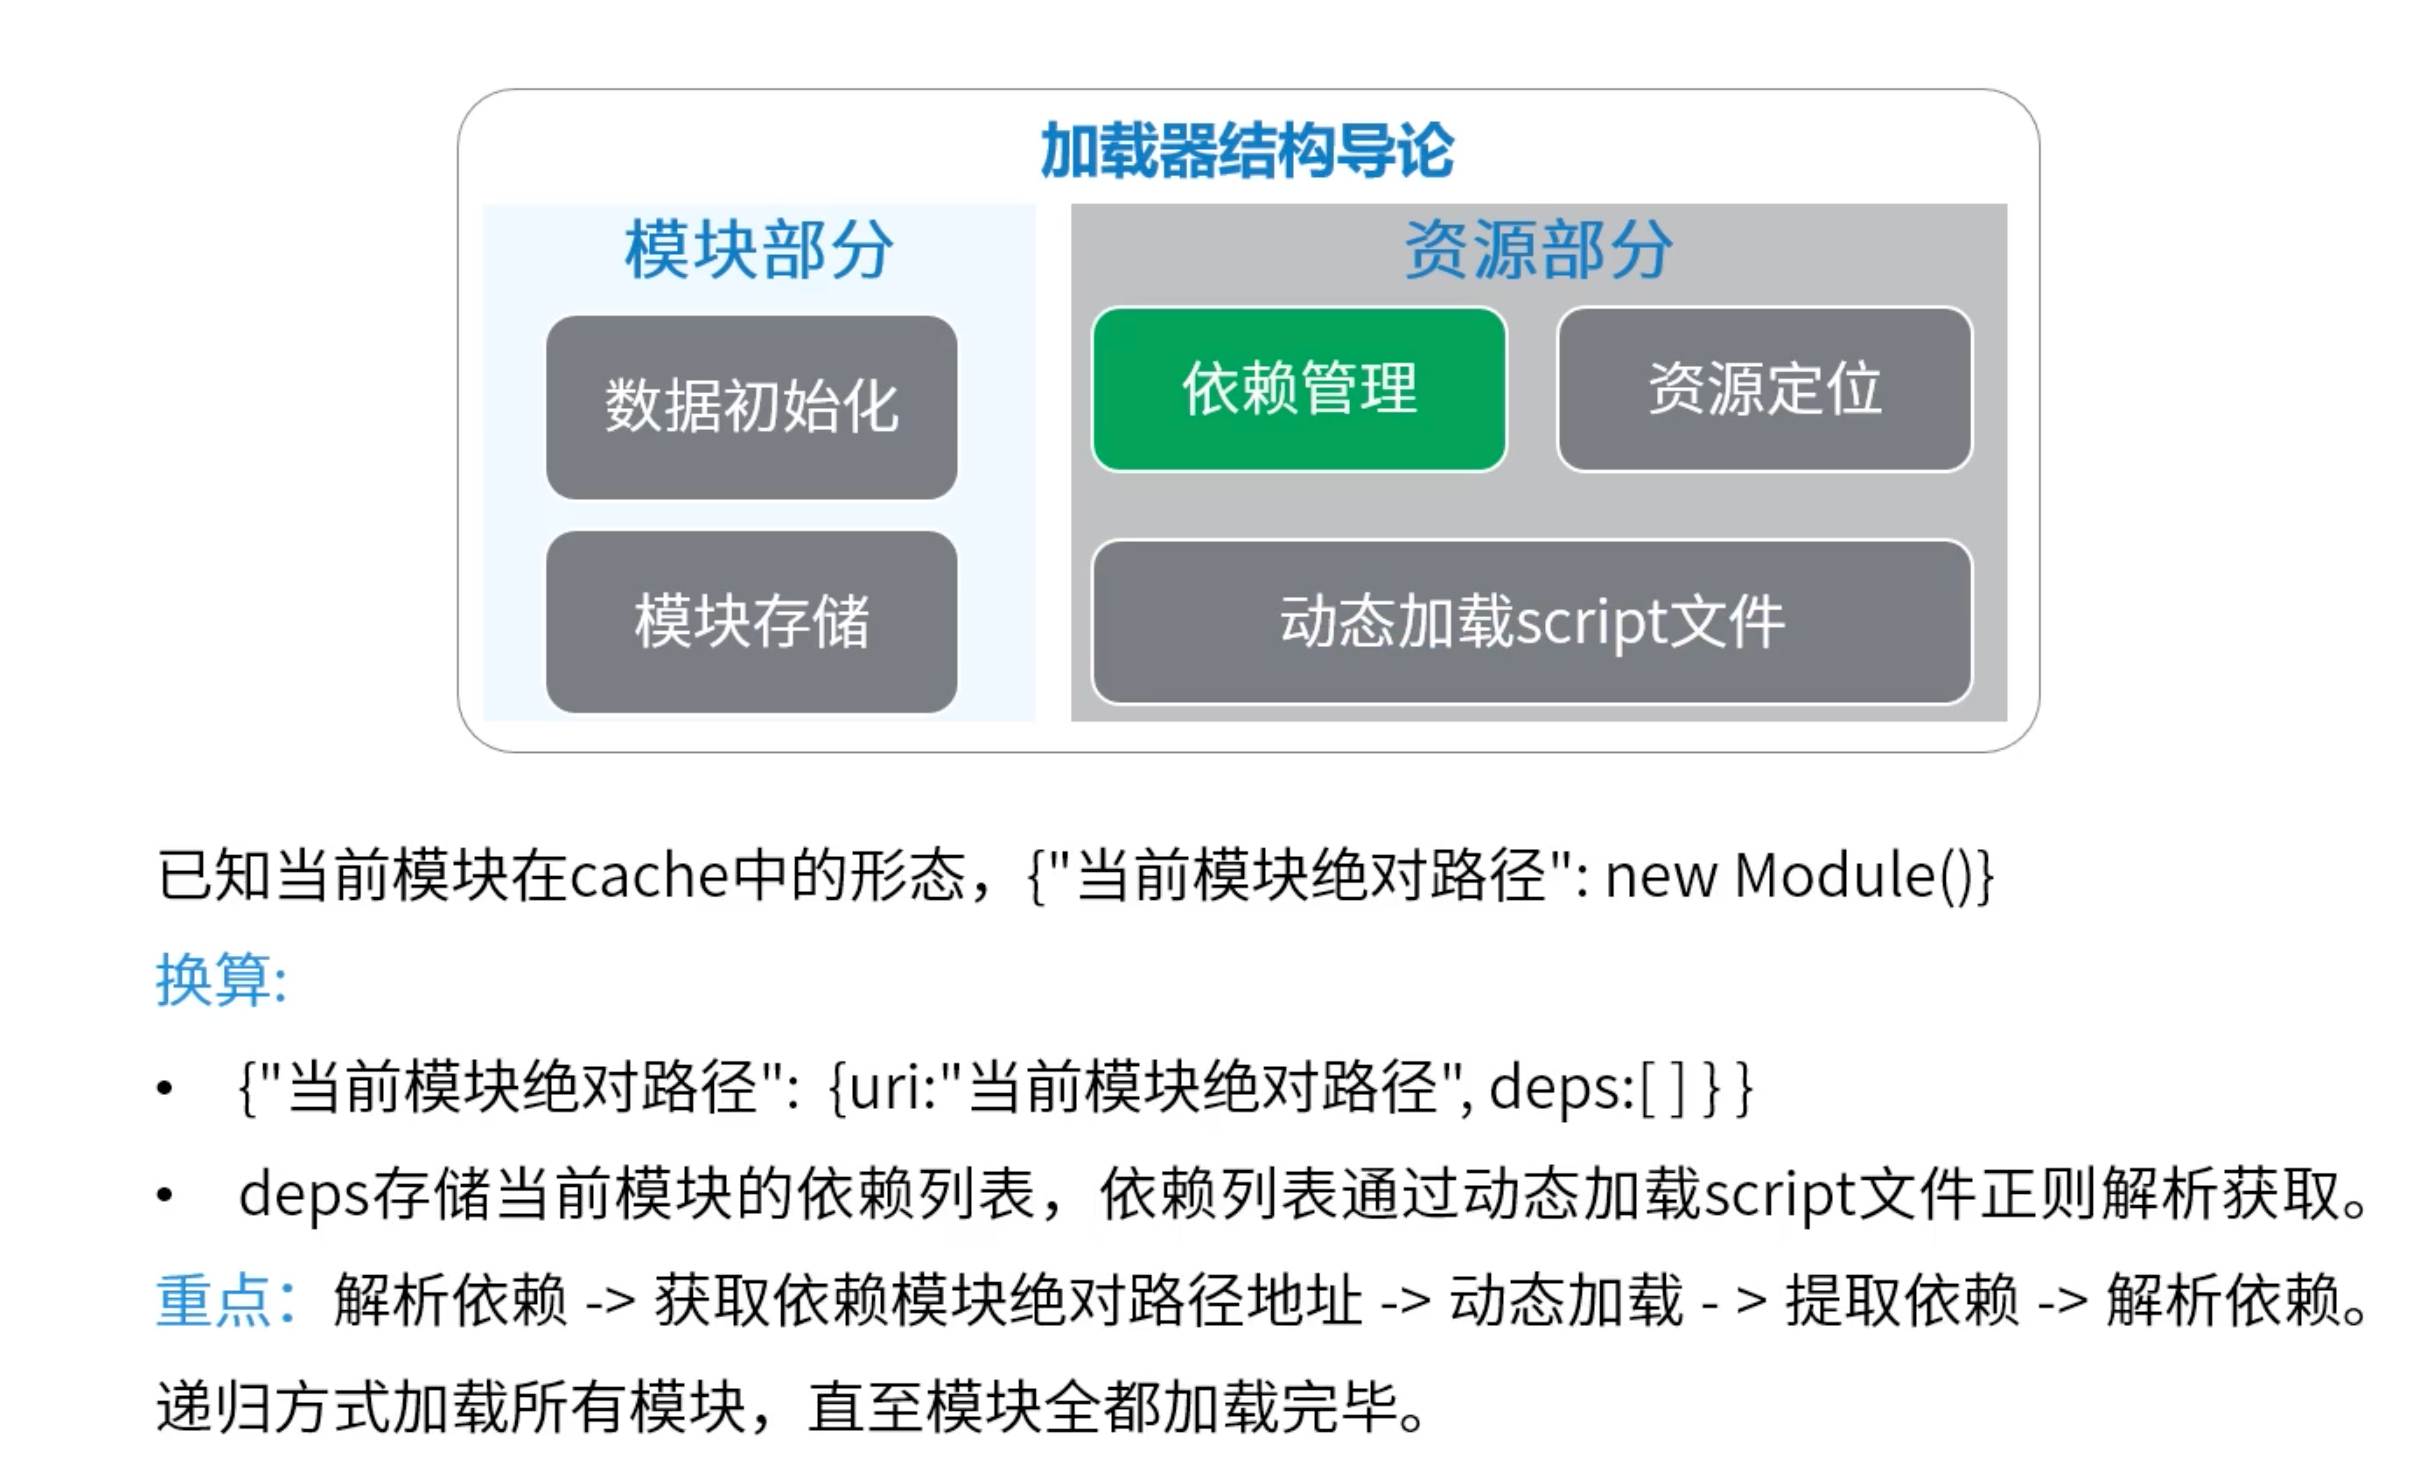 加载器结构导论
模块部分
资源部分
数据初始化
依赖管理
资源定位
模块存储
动态加载script文件
已知当前模块在cache中的形态，{"当前模块绝对路径": new Module()}
换算:
• {"当前模块绝对路径": {uri:"当前模块绝对路径", deps:[ ] } }
• deps存储当前模块的依赖列表，依赖列表通过动态加载script文件正则解析获取。
重点：解析依赖 -> 获取依赖模块绝对路径地址 -> 动态加载 - > 提取依赖 -> 解析依赖。
递归方式加载所有模块，直至模块全都加载完毕。